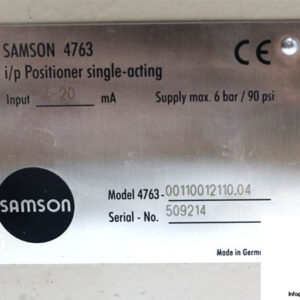 SAMSON 4763
i/p Positioner single-acting
Input 4-20 mA Supply max. 6 bar / 90 psi
SAMSON
Model 4763-00110012110.04
Serial - No. 509214
Made in Germ